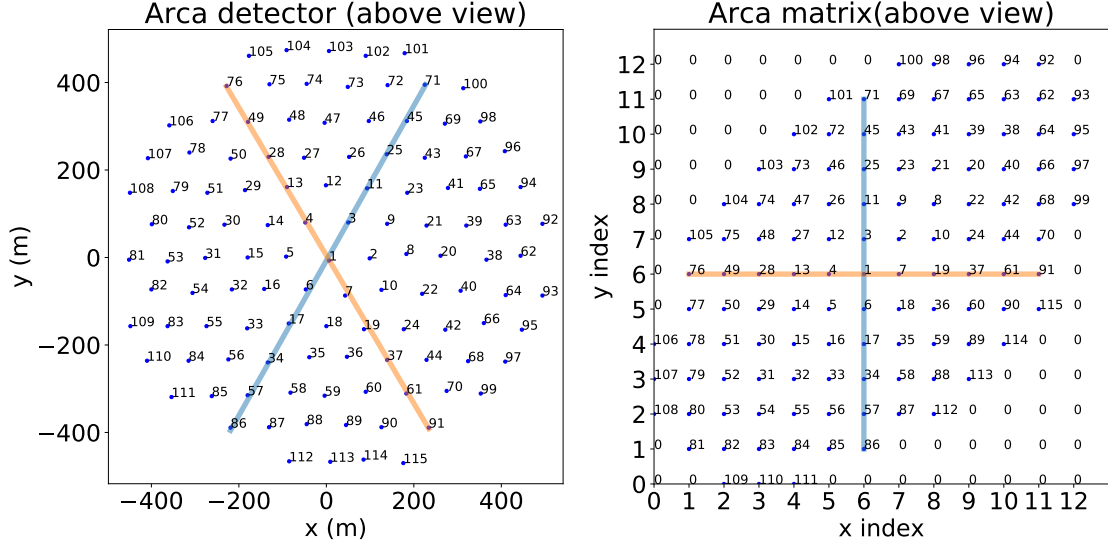 Arca detector (above view)
y (m)
400
200
0
−200
−400
105 104 103 102 101
76 75 74 73 72 71 100
106 77 49 48 47 46 45 69 98
107 78 50 28 27 26 25 43 67 96
108 79 51 29 13 12 11 23 41 65 94
80 52 30 14 4 3 9 21 39 63 92
81 53 31 15 5 1 2 8 20 38 62
82 54 32 16 6 7 10 22 40 64 93
109 83 55 33 17 18 19 24 42 66 95
110 84 56 34 35 36 37 44 68 97
111 85 57 58 59 60 61 70 99
86 87 88 89 90 91
112 113 114 115
−400 −200 0 200 400
x (m)
Arca matrix(above view)
y index
12 0 0 0 0 0 0 0 100 98 96 94 92 0
11 0 0 0 0 0 101 71 69 67 65 63 62 93
10 0 0 0 0 102 72 45 43 41 39 38 64 95
9 0 0 0 103 73 46 25 23 21 20 40 66 97
8 0 0 104 74 47 26 11 9 8 22 42 68 99
7 0 105 75 48 27 12 3 2 10 24 44 70 0
6 0 76 49 28 13 4 1 7 19 37 61 91 0
5 0 77 50 29 14 5 6 18 36 60 90 115 0
4 106 78 51 30 15 16 17 35 59 89 114 0 0
3 107 79 52 31 32 33 34 58 88 113 0 0 0
2 108 80 53 54 55 56 57 87 112 0 0 0 0
1 0 81 82 83 84 85 86 0 0 0 0 0 0
0 0 0 109 110 111 0 0 0 0 0 0 0 0
0 1 2 3 4 5 6 7 8 9 10 11 12
x index